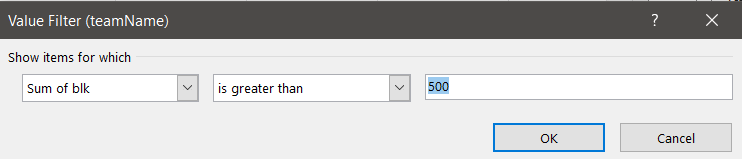 Value Filter (teamName)
Show items for which
Sum of blk is greater than 500
OK Cancel